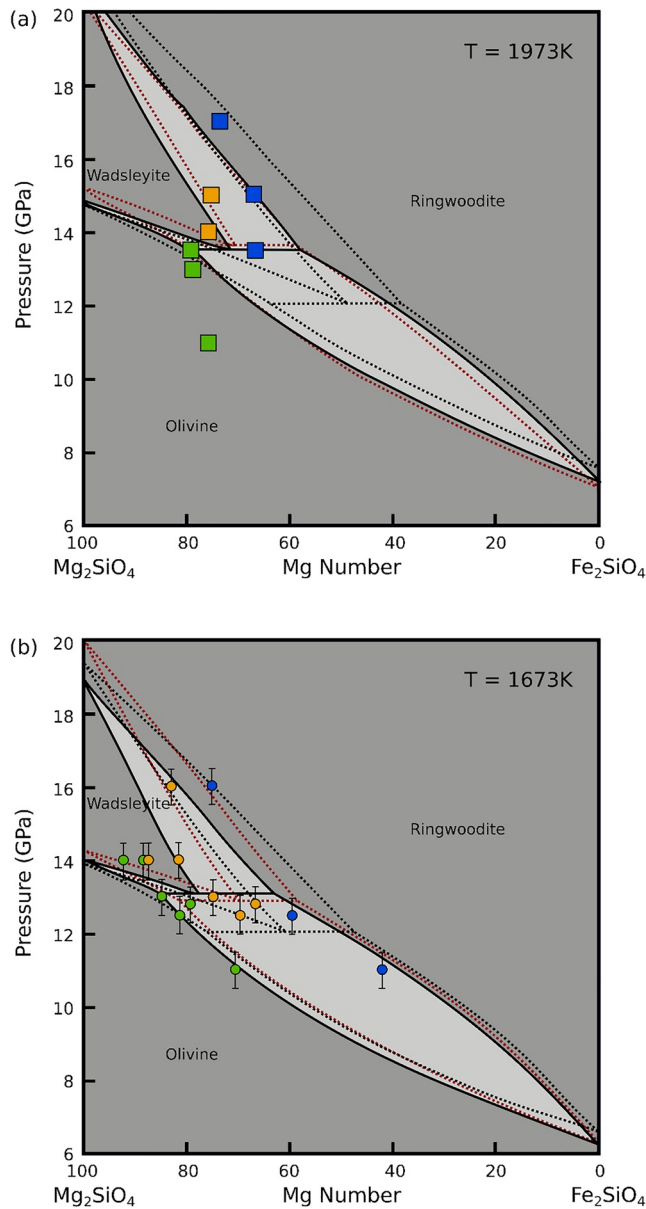 (a)
20
T = 1973K
18
16
Wadsleyite
Ringwoodite
14
Pressure (GPa)
12
10
Olivine
8
6
100 80 60 40 20 0
Mg₂SiO₄ Mg Number Fe₂SiO₄
(b)
20
T = 1673K
18
16
Wadsleyite
Ringwoodite
14
Pressure (GPa)
12
10
Olivine
8
6
100 80 60 40 20 0
Mg₂SiO₄ Mg Number Fe₂SiO₄